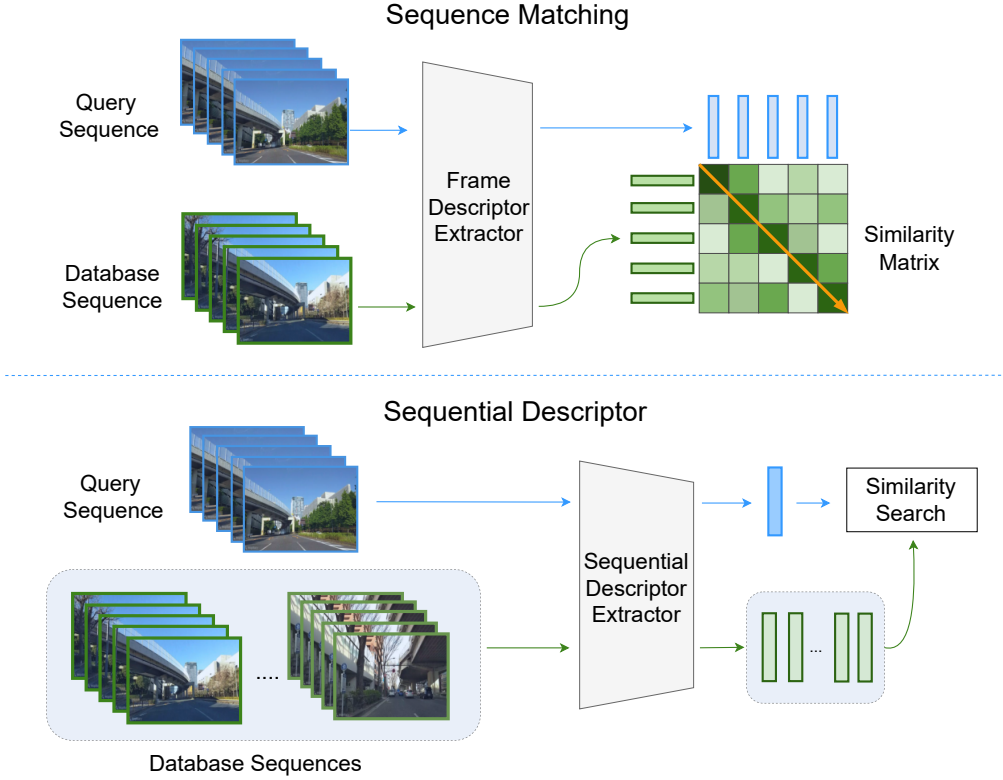 Sequence Matching
Query
Sequence
Frame
Descriptor
Extractor
Database
Sequence
Similarity
Matrix
Sequential Descriptor
Query
Sequence
Similarity
Search
Sequential
Descriptor
Extractor
....
...
Database Sequences